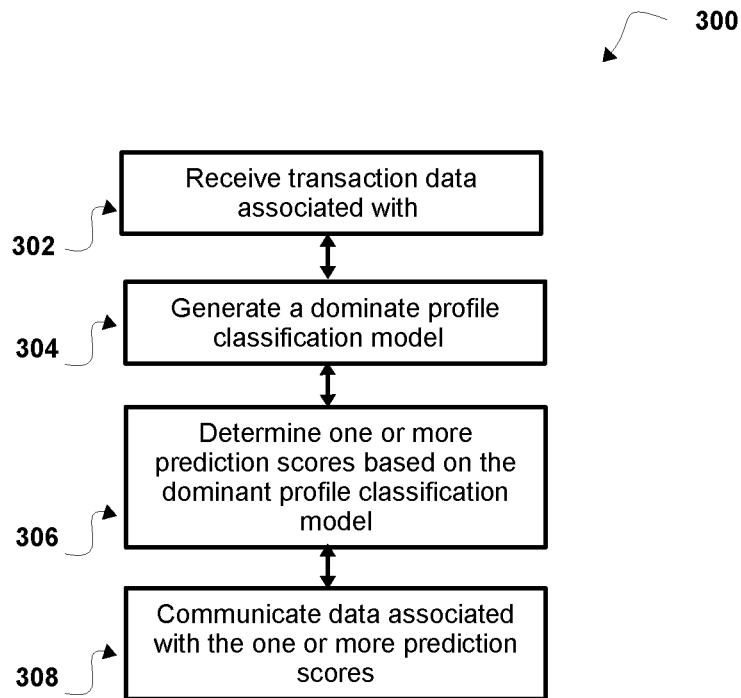 300
Receive transaction data
associated with
302
Generate a dominate profile
classification model
304
Determine one or more
prediction scores based on the
dominant profile classification
model
306
Communicate data associated
with the one or more prediction
scores
308